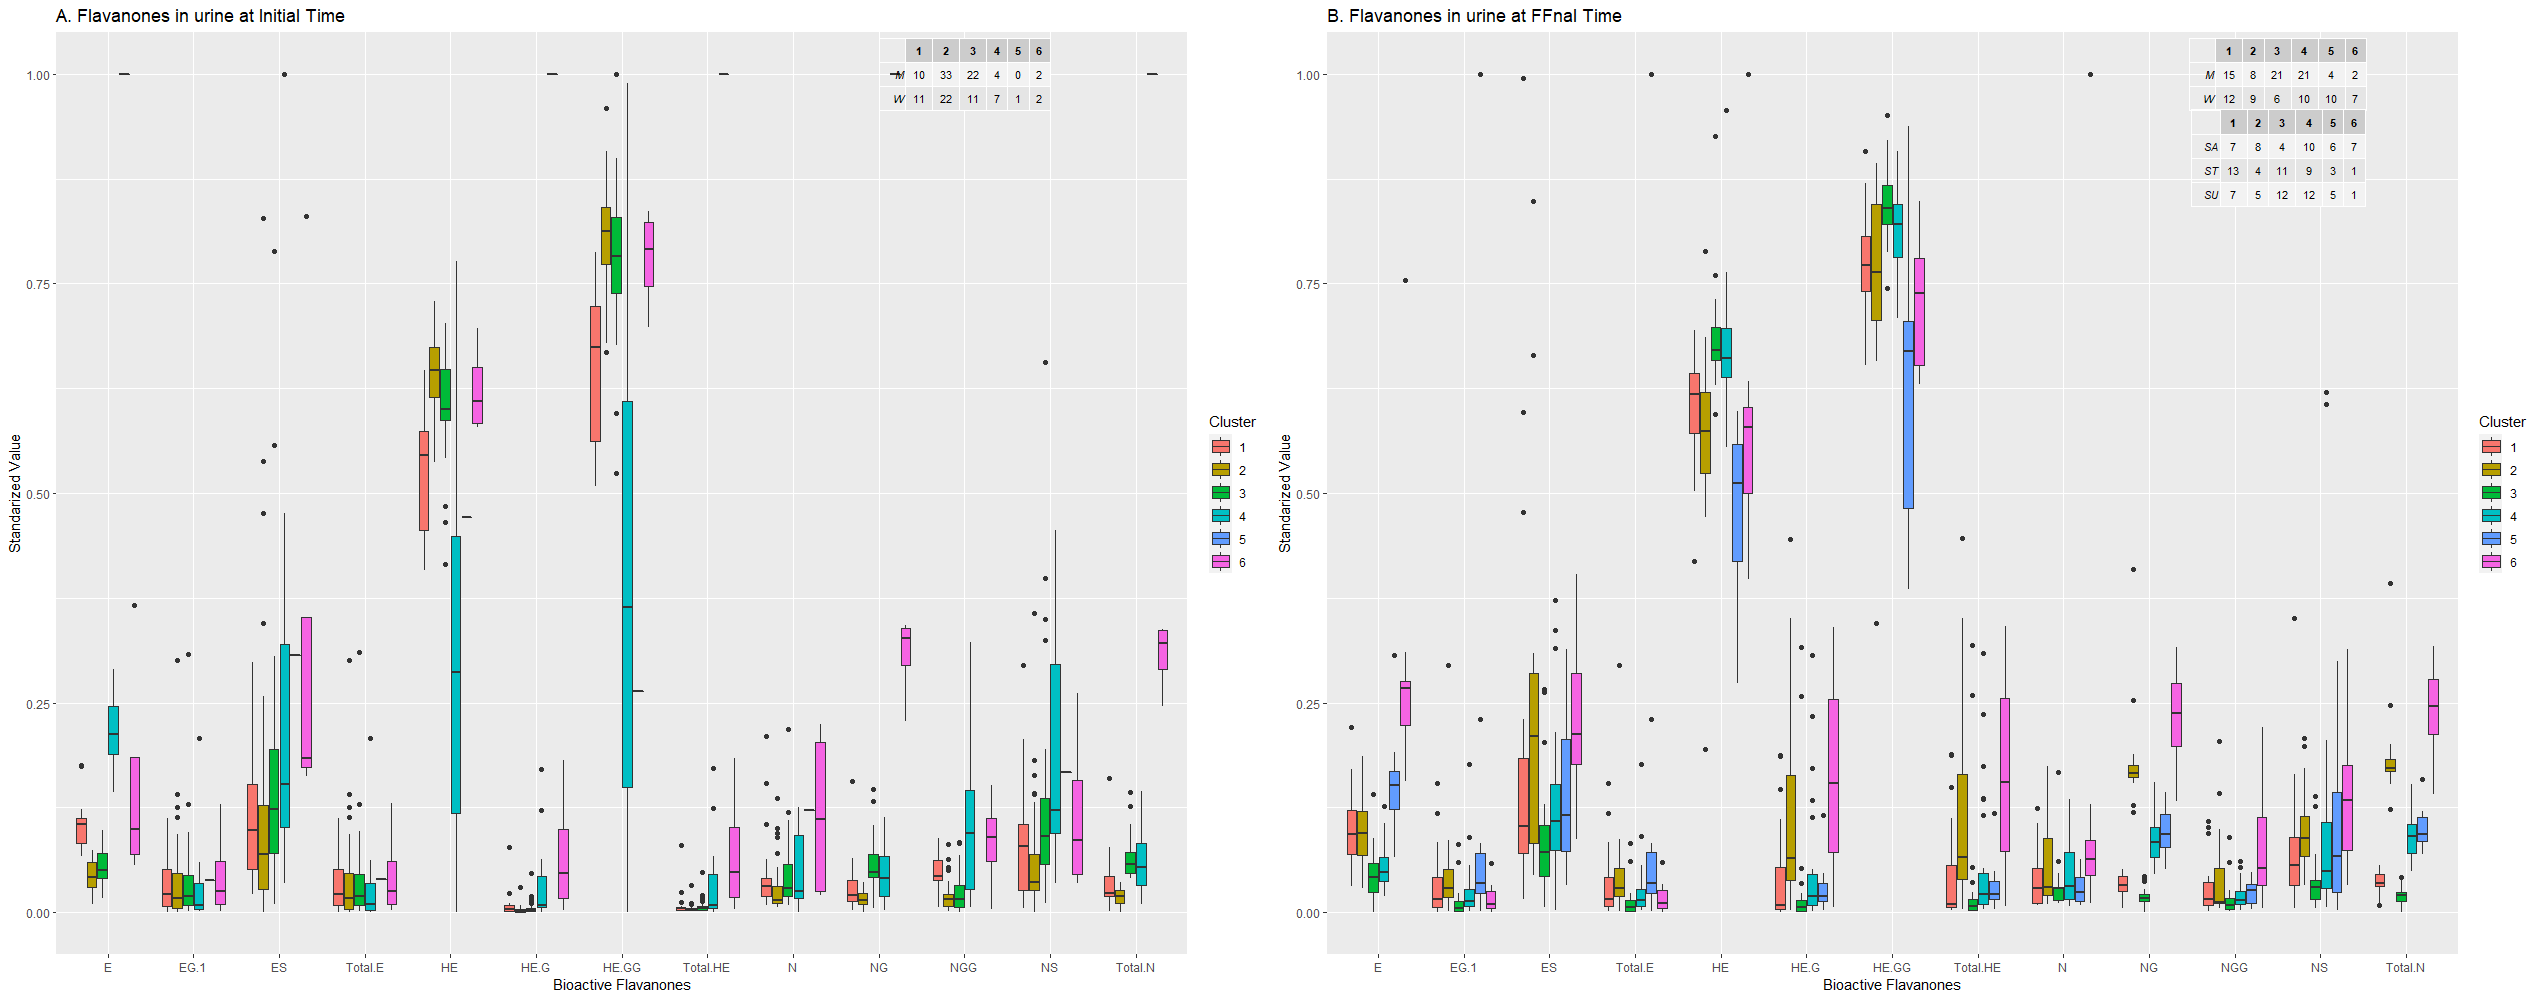 A. Flavanones in urine at Initial Time
1 2 3 4 5 6
M 10 33 22 4 0 2
W 11 22 11 7 1 2
1.00
0.75
0.50
0.25
0.00
Standarized Value
E EG.1 ES Total.E HE HE.G HE.GG Total.HE N NG NGG NS Total.N
Bioactive Flavanones
Cluster
1
2
3
4
5
6
B. Flavanones in urine at FFnal Time
1 2 3 4 5 6
M 15 8 21 21 4 2
W 12 9 6 10 10 7
1 2 3 4 5 6
SA 7 8 4 10 6 7
ST 13 4 11 9 3 1
SU 7 5 12 12 5 1
1.00
0.75
0.50
0.25
0.00
Standarized Value
E EG.1 ES Total.E HE HE.G HE.GG Total.HE N NG NGG NS Total.N
Bioactive Flavanones
Cluster
1
2
3
4
5
6